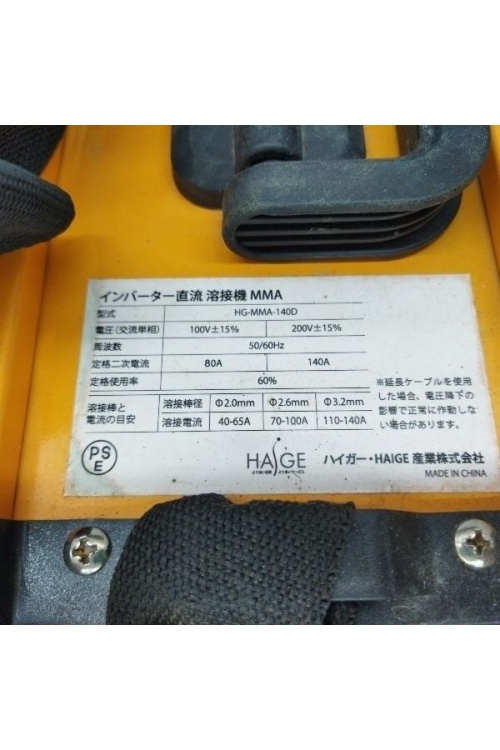 インバーター直流 溶接機 MMA
型式 HG-MMA-140D
電圧(交流単相) 100V±15% 200V±15%
周波数 50/60Hz
定格二次電流 80A 140A
定格使用率 60%
溶接棒と
電流の目安
溶接棒径 Φ2.0mm Φ2.6mm Φ3.2mm
溶接電流 40-65A 70-100A 110-140A
※延長ケーブルを使用
した場合、電圧降下の
影響で正常に作動しな
い場合があります。
PS
E
HAIGE
ハイガー・HAIGE 産業株式会社
MADE IN CHINA